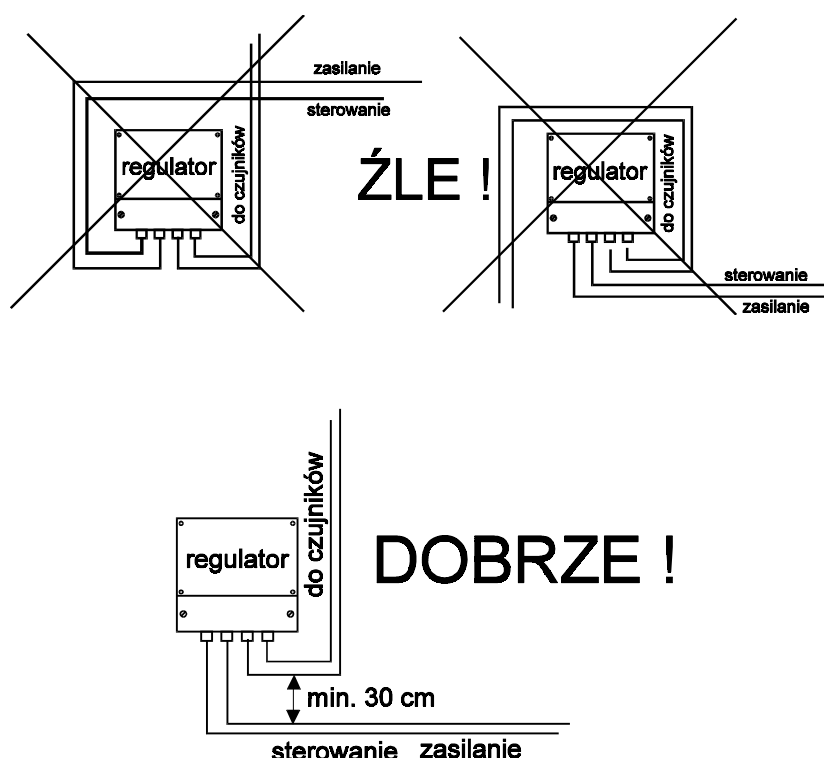 zasilanie
sterowanie
regulator
do czujników
ŹLE !
regulator
do czujników
sterowanie
zasilanie
do czujników
regulator
DOBRZE !
min. 30 cm
sterowanie zasilanie